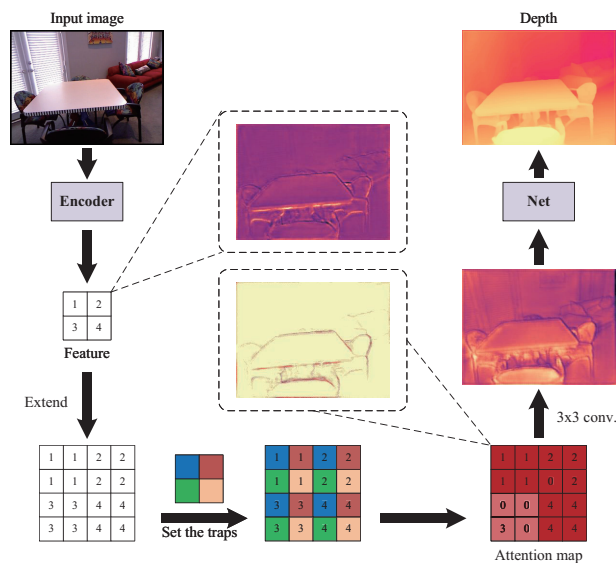 Input image
Depth
Encoder
Net
1 2
3 4
Feature
Extend
3x3 conv.
1 1 2 2
1 1 2 2
3 3 4 4
3 3 4 4
Set the traps
1 1 2 2
1 1 2 2
3 3 4 4
3 3 4 4
1 1 2 2
1 1 0 2
0 0 4 4
3 0 4 4
Attention map